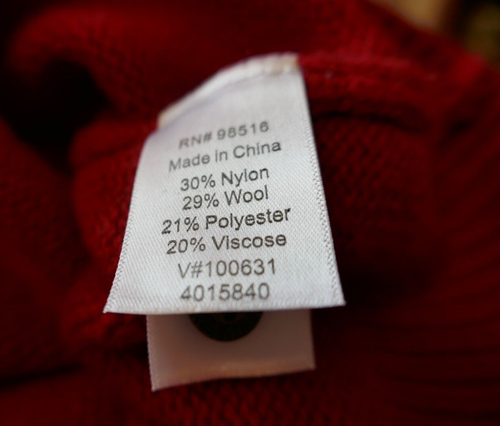 RN# 98516
Made in China
30% Nylon
29% Wool
21% Polyester
20% Viscose
V#100631
4015840